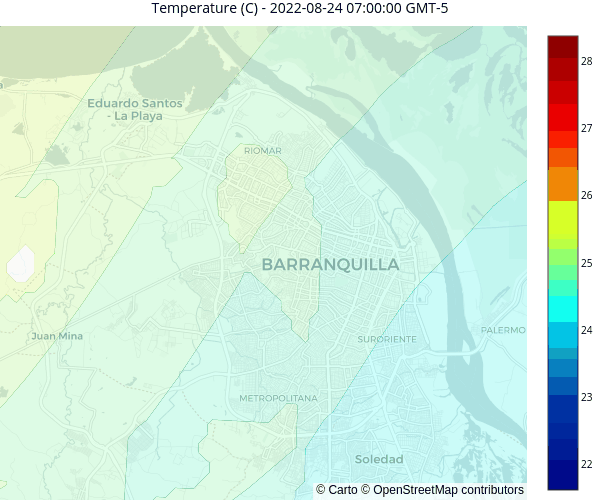 Temperature (C) - 2022-08-24 07:00:00 GMT-5
28
27
26
25
24
23
22
Eduardo Santos
- La Playa
RIOMAR
BARRANQUILLA
Juan Mina
SURORIENTE
PALERMO
METROPOLITANA
Soledad
© Carto © OpenStreetMap contributors